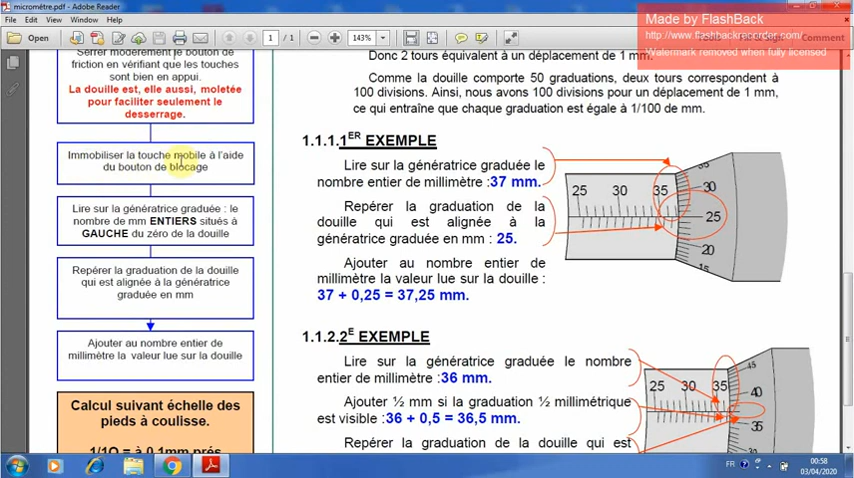 micromètre.pdf - Adobe Reader
File Edit View Window Help
Open
1 / 1
143%
Comment
Made by FlashBack
http://www.flashbackrecorder.com/
Watermark removed when fully licensed
Serrer modérément le bouton de
friction en vérifiant que les touches
sont bien en appui.
La douille est, elle aussi, moletée
pour faciliter seulement le
desserrage.
Immobiliser la touche mobile à l'aide
du bouton de blocage
Lire sur la génératrice graduée : le
nombre de mm ENTIERS situés à
GAUCHE du zéro de la douille
Repérer la graduation de la douille
qui est alignée à la génératrice
graduée en mm
Ajouter au nombre entier de
millimètre la valeur lue sur la douille
Calcul suivant échelle des
pieds à coulisse.
1/10 = à 0,1mm près
Donc 2 tours équivalent à un déplacement de 1 mm.
Comme la douille comporte 50 graduations, deux tours correspondent à
100 divisions. Ainsi, nous avons 100 divisions pour un déplacement de 1 mm,
ce qui entraîne que chaque graduation est égale à 1/100 de mm.
1.1.1.1ER EXEMPLE
Lire sur la génératrice graduée le
nombre entier de millimètre :37 mm.
Repérer la graduation de la
douille qui est alignée à la
génératrice graduée en mm : 25.
Ajouter au nombre entier de
millimètre la valeur lue sur la douille :
37 + 0,25 = 37,25 mm.
25 30 35
35
30
25
20
15
1.1.2.2E EXEMPLE
Lire sur la génératrice graduée le nombre
entier de millimètre :36 mm.
Ajouter ½ mm si la graduation ½ millimétrique
est visible : 36 + 0,5 = 36,5 mm.
Repérer la graduation de la douille qui est
25 30 35
45
40
35
30
FR
00:58
03/04/2020